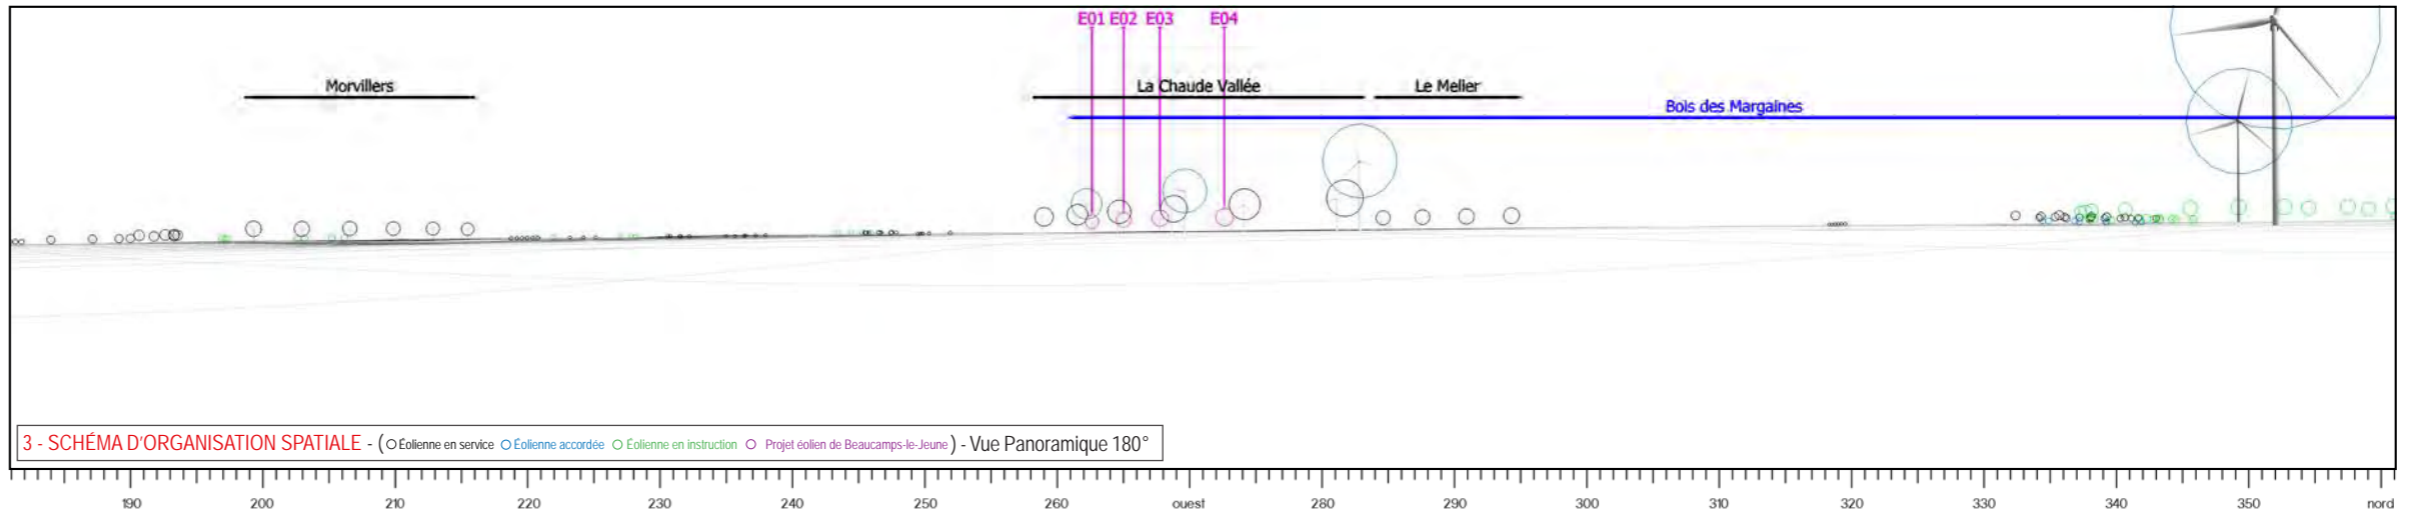 E01 E02 E03 E04
Morvillers
La Chaude Vallée
Le Melier
Bois des Margaines
3 - SCHÉMA D'ORGANISATION SPATIALE - ( Éolienne en service Éolienne accordée Éolienne en instruction Projet éolien de Beaucamps-le-Jeune ) - Vue Panoramique 180°
190 200 210 220 230 240 250 260 ouest 280 290 300 310 320 330 340 350 nord